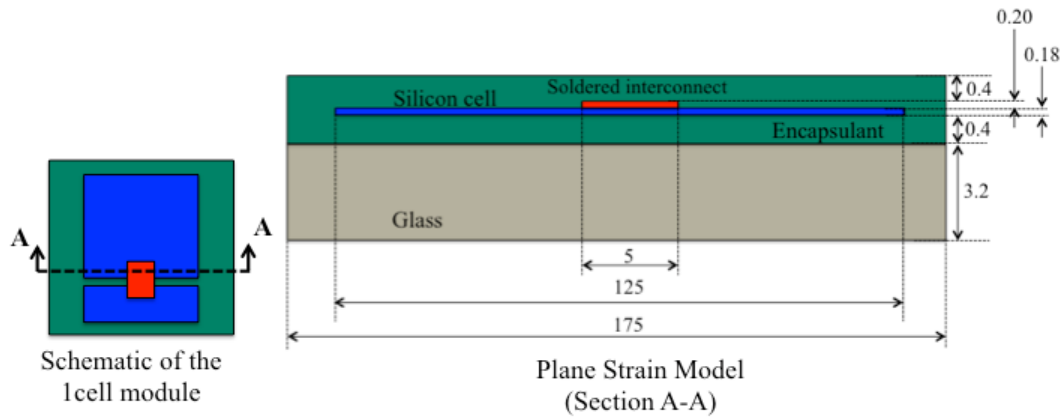 0.20
0.18
Soldered interconnect
0.4
Silicon cell
Encapsulant
0.4
3.2
Glass
A
A
5
125
175
Schematic of the
1cell module
Plane Strain Model
(Section A-A)